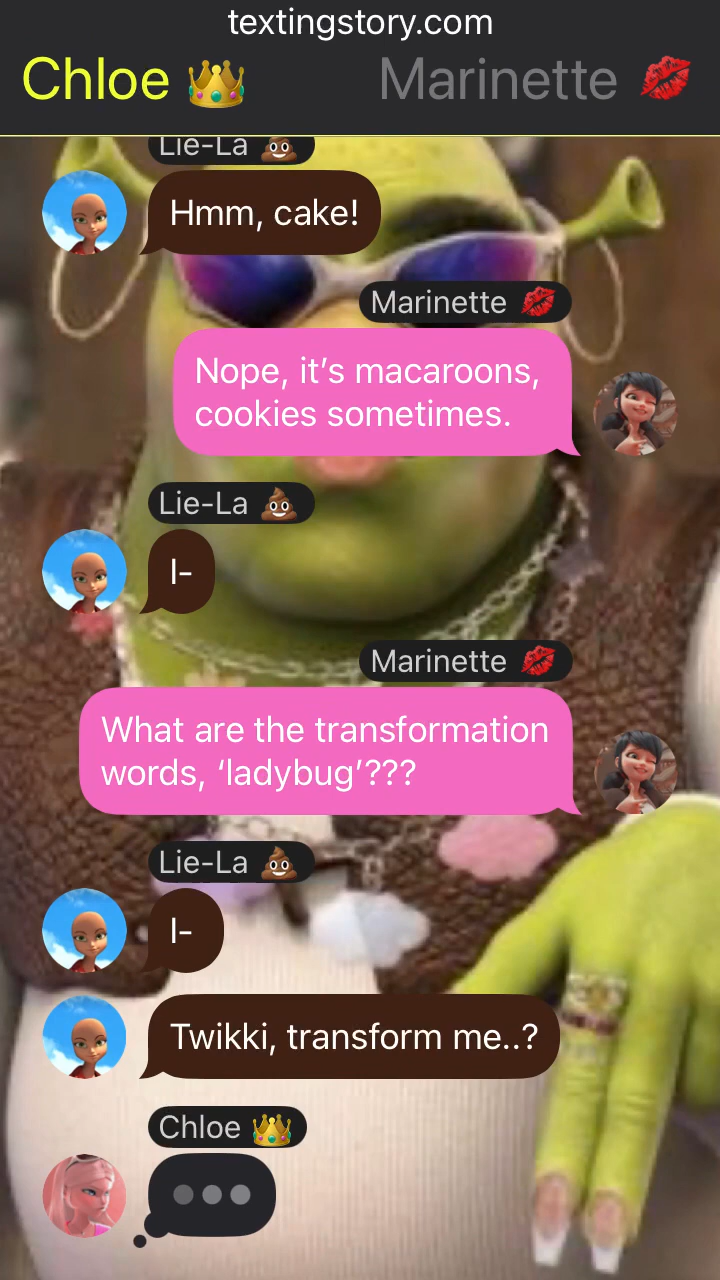 textingstory.com
Chloe 👑 Marinette 💋
Lie-La 💩
Hmm, cake!
Marinette 💋
Nope, it’s macaroons,
cookies sometimes.
Lie-La 💩
I-
Marinette 💋
What are the transformation
words, ‘ladybug’???
Lie-La 💩
I-
Twikki, transform me..?
Chloe 👑